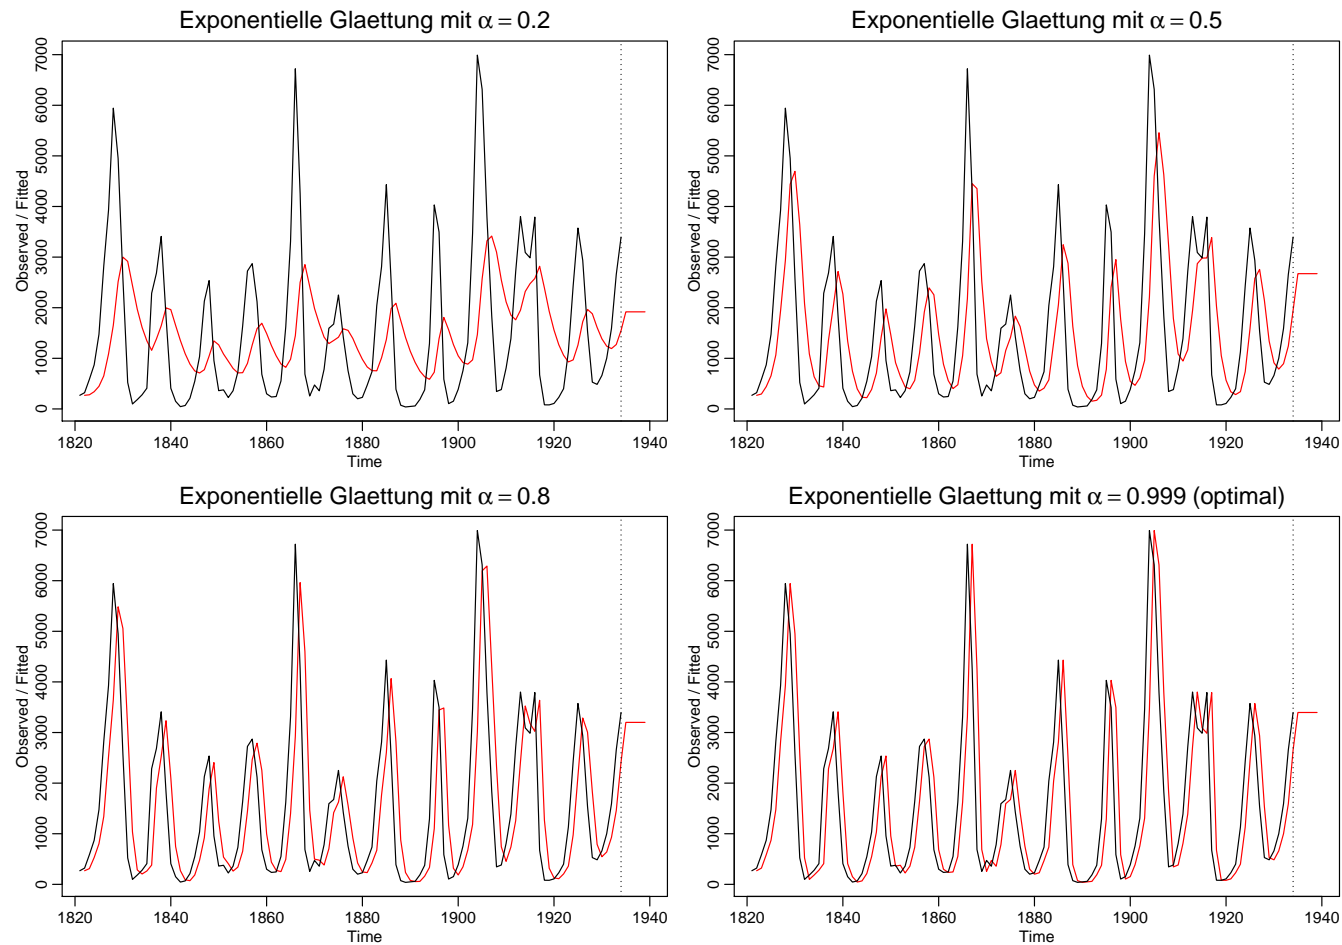 Exponentielle Glaettung mit α = 0.2
Observed / Fitted
7000
6000
5000
4000
3000
2000
1000
0
1820 1840 1860 1880 1900 1920 1940
Time
Exponentielle Glaettung mit α = 0.5
Observed / Fitted
7000
6000
5000
4000
3000
2000
1000
0
1820 1840 1860 1880 1900 1920 1940
Time
Exponentielle Glaettung mit α = 0.8
Observed / Fitted
7000
6000
5000
4000
3000
2000
1000
0
1820 1840 1860 1880 1900 1920 1940
Time
Exponentielle Glaettung mit α = 0.999 (optimal)
Observed / Fitted
7000
6000
5000
4000
3000
2000
1000
0
1820 1840 1860 1880 1900 1920 1940
Time